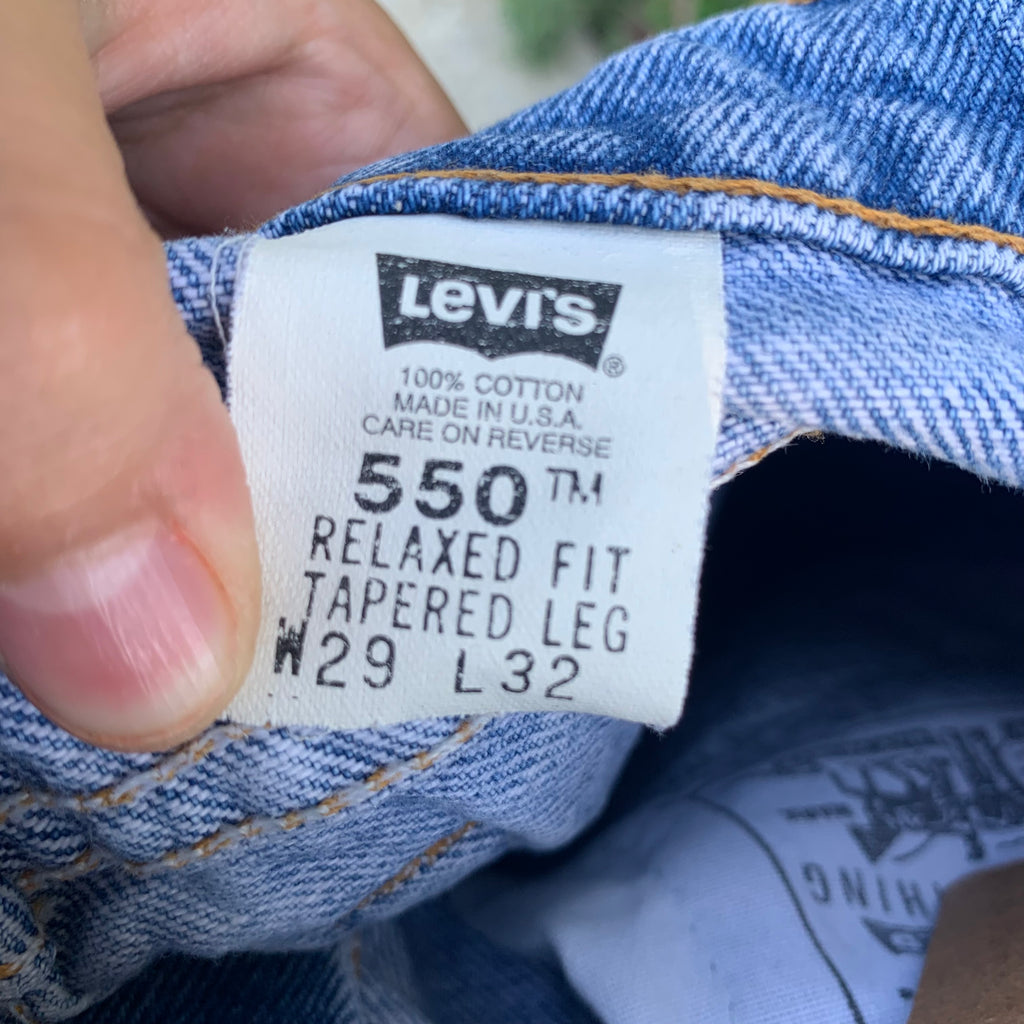 Levi's®
100% COTTON
MADE IN U.S.A.
CARE ON REVERSE
550™
RELAXED FIT
TAPERED LEG
W29 L32